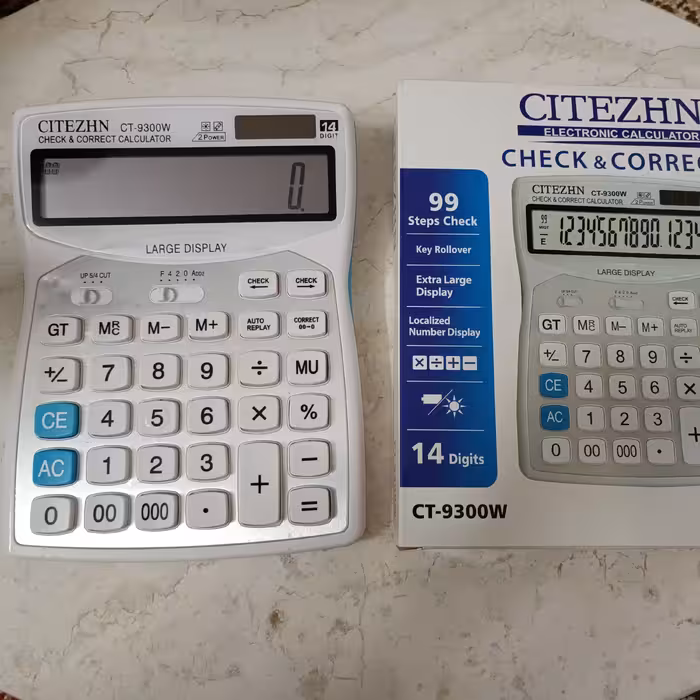 CITEZHN CT-9300W
CHECK & CORRECT CALCULATOR 2POWER
14
DIGIT
0.
LARGE DISPLAY
UP 5/4 CUT F 4 2 0 ADD2
CHECK CHECK
GT MRC M− M+ AUTO REPLAY CORRECT 00→0
+/− 7 8 9 ÷ MU
CE 4 5 6 × %
AC 1 2 3 + −
0 00 000 • =
CITEZHN
ELECTRONIC CALCULATOR
CHECK & CORREC
99
Steps Check
Key Rollover
Extra Large
Display
Localized
Number Display
× ÷ + −
14 Digits
CT-9300W
CITEZHN CT-9300W
CHECK & CORRECT CALCULATOR 2POWER
1234567890.1234
LARGE DISPLAY
CHECK
GT MRC M− M+ AUTO REPLAY
+/− 7 8 9 ÷
CE 4 5 6 ×
AC 1 2 3 +
0 00 000 •